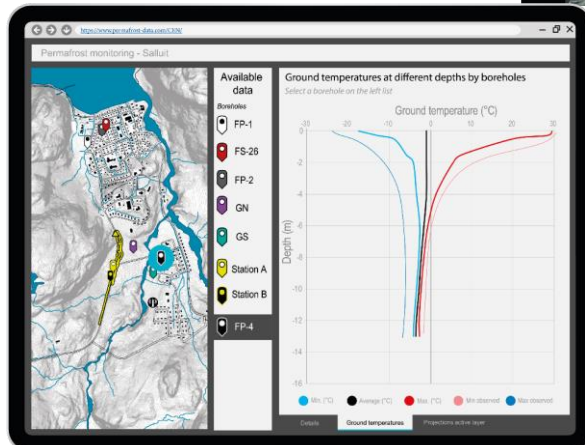 https://www.permafrost-data.com/CEN/
Permafrost monitoring - Salluit
Available
data
Boreholes
FP-1
FS-26
FP-2
GN
GS
Station A
Station B
FP-4
Ground temperatures at different depths by boreholes
Select a borehole on the left list
Ground temperature (°C)
-30 -20 -10 0 10 20 30
Depth (m)
0
-2
-4
-6
-8
-10
-12
-14
-16
Min. (°C) Average (°C) Max. (°C) Min observed Max observed
Details Ground temperatures Projections active layer